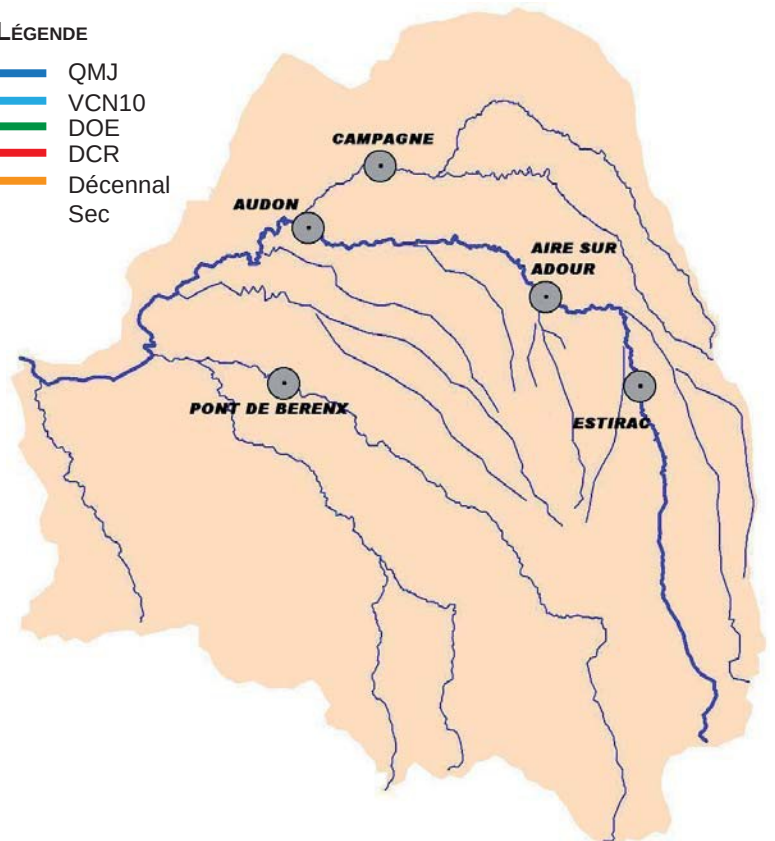 LÉGENDE
QMJ
VCN10
DOE
DCR
Décennal
Sec
CAMPAGNE
AUDON
AIRE SUR
ADOUR
PONT DE BERENX
ESTIRAC